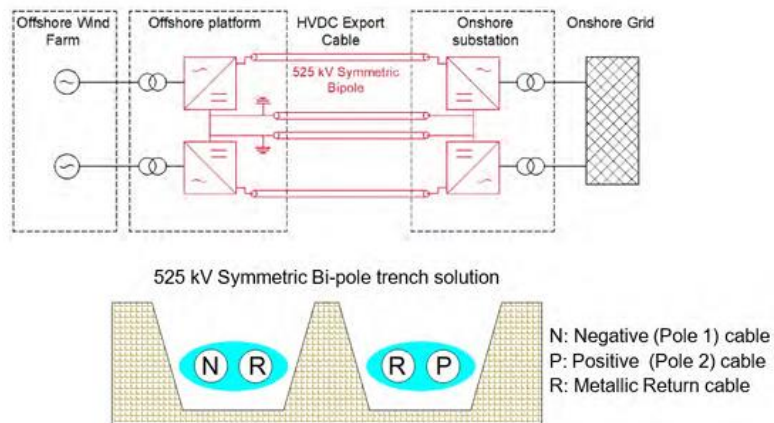 Offshore Wind
Farm
Offshore platform
HVDC Export
Cable
Onshore
substation
Onshore Grid
525 kV Symmetric
Bipole
525 kV Symmetric Bi-pole trench solution
N R
R P
N: Negative (Pole 1) cable
P: Positive (Pole 2) cable
R: Metallic Return cable